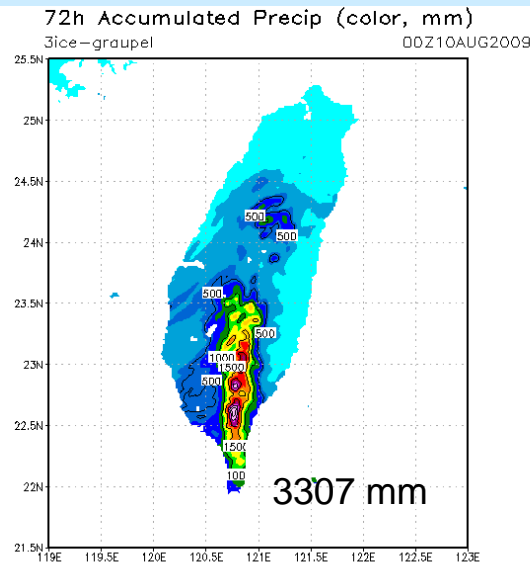 72h Accumulated Precip (color, mm)
3ice-graupel 00Z10AUG2009
25.5N
25N
24.5N
500
24N
500
23.5N
500
500
1000
23N
1500
500
22.5N
1500
100
22N
3307 mm
21.5N
119E 119.5E 120E 120.5E 121E 121.5E 122E 122.5E 123E